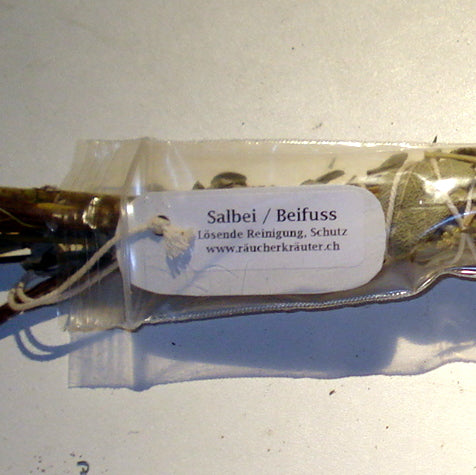 Salbei / Beifuss
Lösende Reinigung, Schutz
www.räucherkräuter.ch